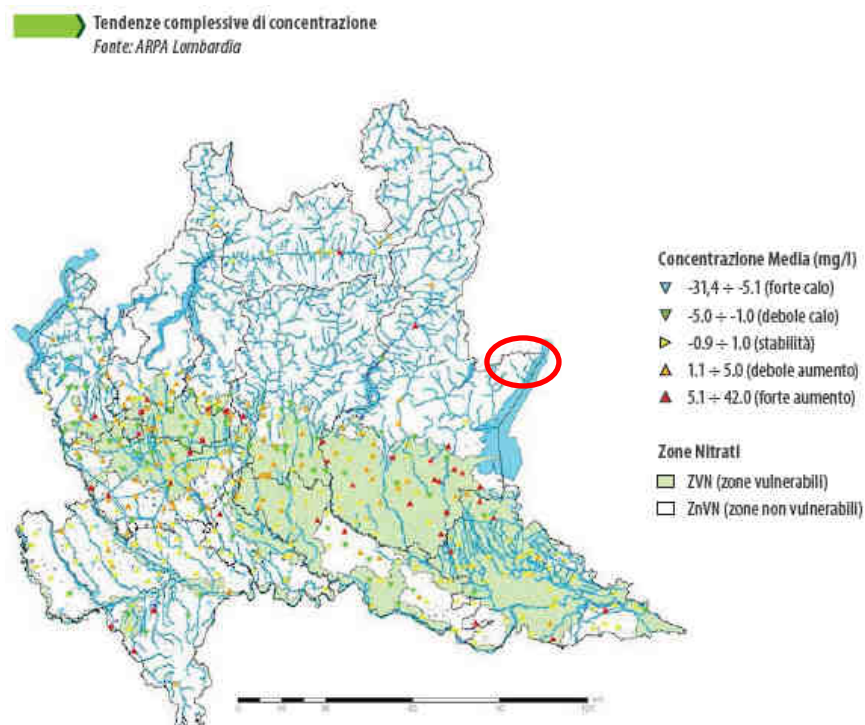 Tendenze complessive di concentrazione
Fonte: ARPA Lombardia
Concentrazione Media (mg/l)
-31,4 ÷ -5.1 (forte calo)
-5.0 ÷ -1.0 (debole calo)
-0.9 ÷ 1.0 (stabilità)
1.1 ÷ 5.0 (debole aumento)
5.1 ÷ 42.0 (forte aumento)
Zone Nitrati
ZVN (zone vulnerabili)
ZnVN (zone non vulnerabili)